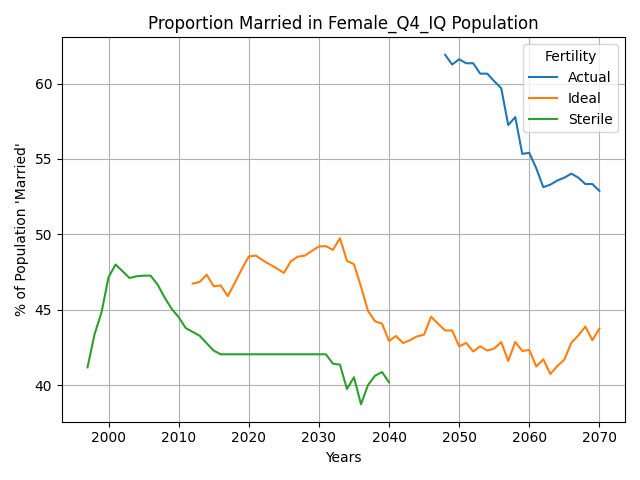 Proportion Married in Female_Q4_IQ Population
% of Population 'Married'
60
55
50
45
40
Fertility
Actual
Ideal
Sterile
2000 2010 2020 2030 2040 2050 2060 2070
Years